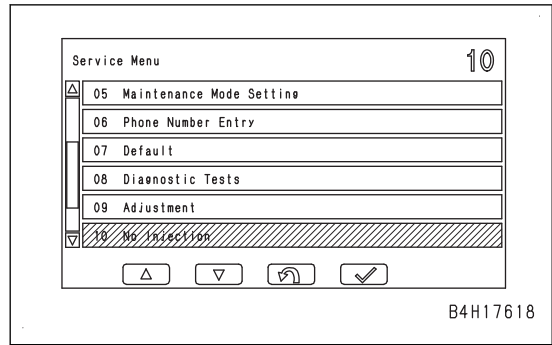 Service Menu 10
05 Maintenance Mode Setting
06 Phone Number Entry
07 Default
08 Diagnostic Tests
09 Adjustment
10 No Injection
B4H17618